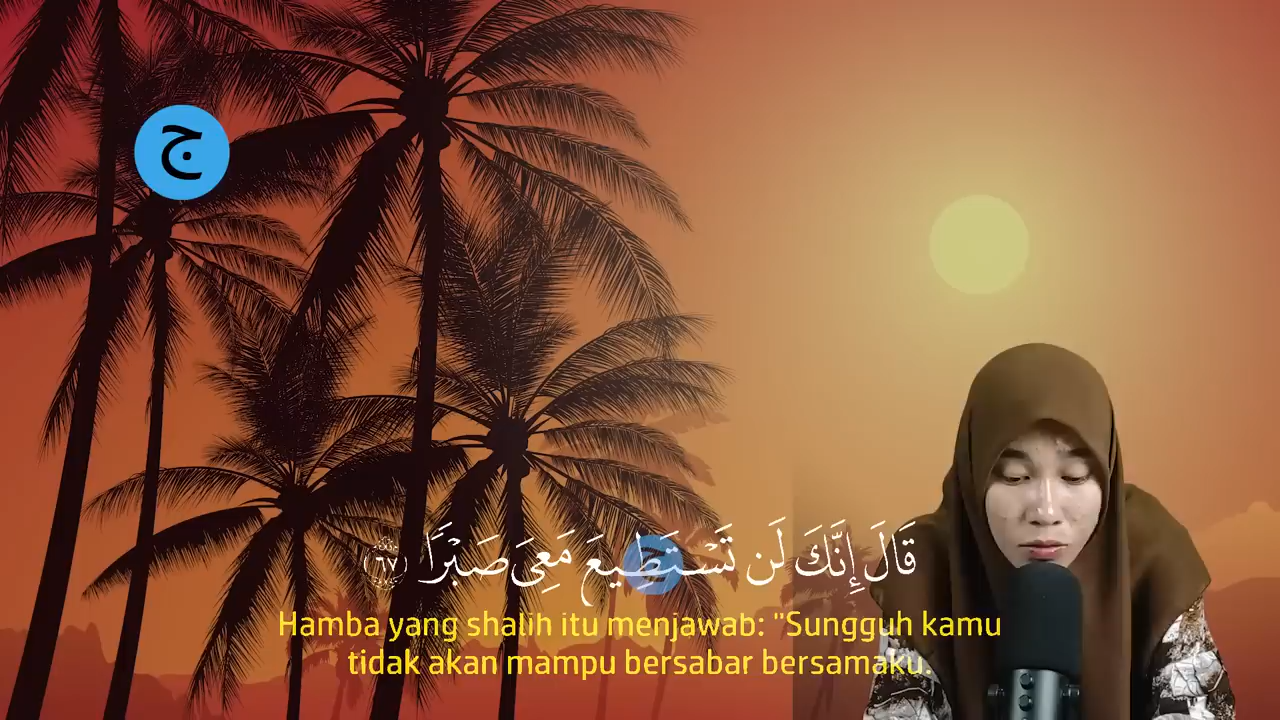 ج
قَالَ إِنَّكَ لَن تَسْتَطِيعَ مَعِىَ صَبْرًا ٦٧
Hamba yang shalih itu menjawab: "Sungguh kamu
tidak akan mampu bersabar bersamaku.